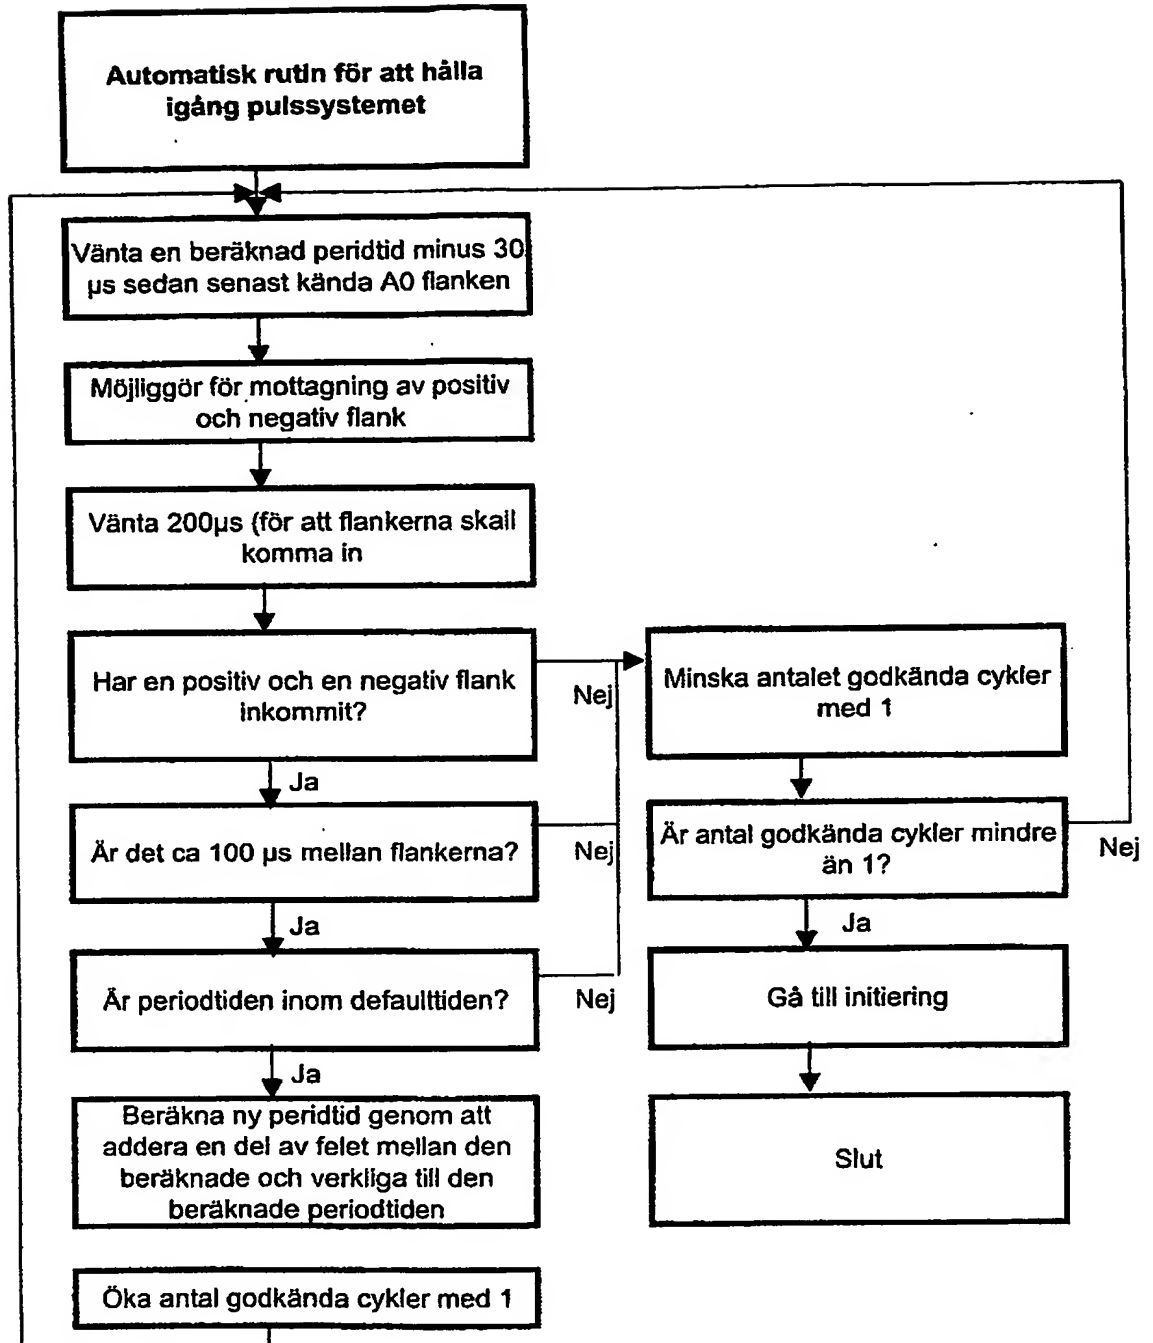 Automatisk rutin för att hålla
igång pulssystemet
Vänta en beräknad peridtid minus 30
µs sedan senast kända A0 flanken
Möjliggör för mottagning av positiv
och negativ flank
Vänta 200µs (för att flankerna skall
komma in
Har en positiv och en negativ flank
inkommit?
Nej
Minska antalet godkända cykler
med 1
Ja
Är det ca 100 µs mellan flankerna?
Nej
Är antal godkända cykler mindre
än 1?
Nej
Ja
Ja
Är periodtiden inom defaulttiden?
Nej
Gå till initiering
Ja
Beräkna ny peridtid genom att
addera en del av felet mellan den
beräknade och verkliga till den
beräknade periodtiden
Slut
Öka antal godkända cykler med 1